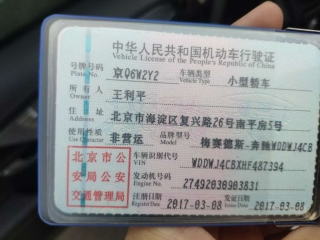 中华人民共和国机动车行驶证
Vehicle License of the People's Republic of China
号牌号码 Plate No. 京Q6W2Y2 车辆类型 Vehicle Type 小型轿车
所有人 Owner 王利平
住址 Address 北京市海淀区复兴路26号南平房5号
使用性质 Use Character 非营运 品牌型号 Model 梅赛德斯-奔驰WDDWJ4CB
北京市公安局公安交通管理局
车辆识别代号 VIN WDDWJ4CBXHF487394
发动机号码 Engine No. 27492030903831
注册日期 Register Date 2017-03-08 发证日期 Issue Date 2017-03-08